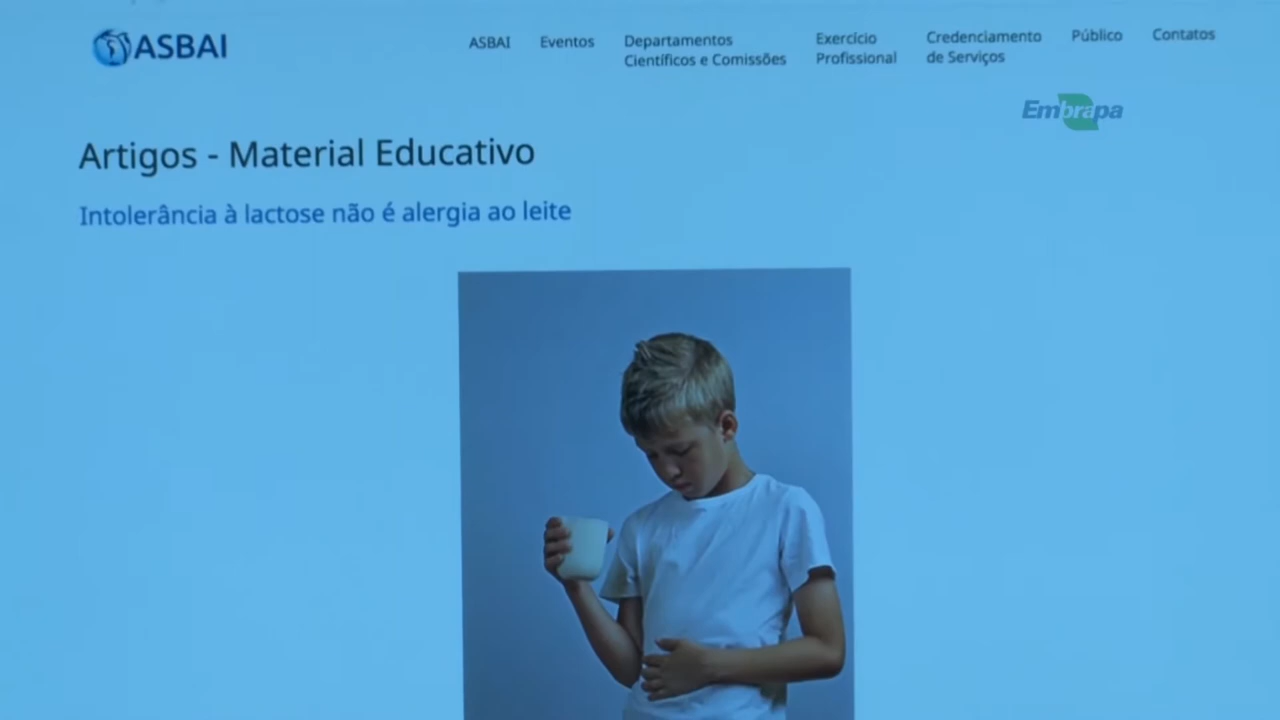 ASBAI
ASBAI
Eventos
Departamentos
Científicos e Comissões
Exercício
Profissional
Credenciamento
de Serviços
Público
Contatos
Embrapa
Artigos - Material Educativo
Intolerância à lactose não é alergia ao leite